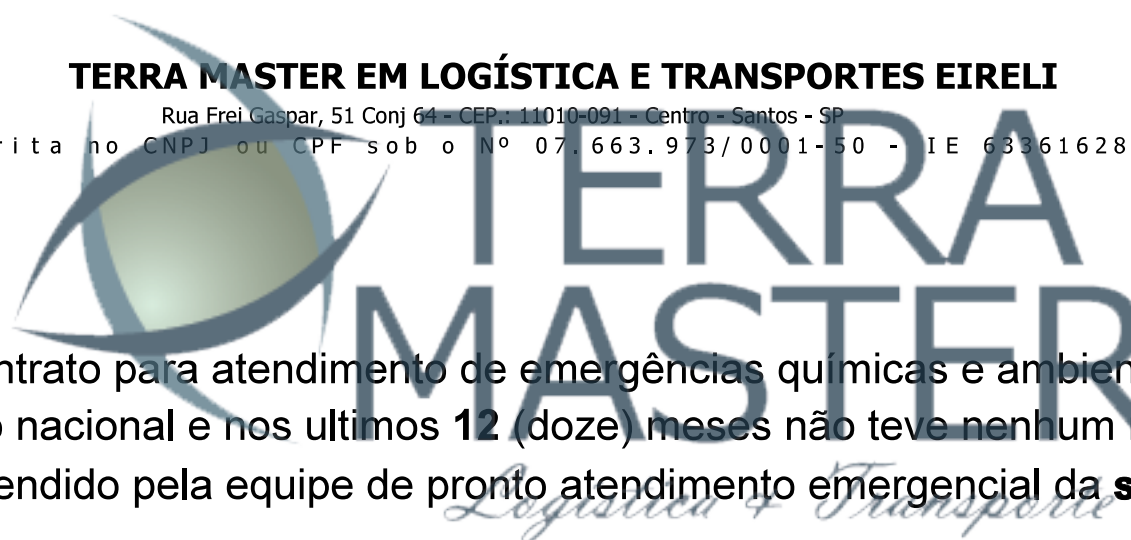 TERRA MASTER EM LOGÍSTICA E TRANSPORTES EIRELI
Rua Frei Gaspar, 51 Conj 64 - CEP.: 11010-091 - Centro - Santos - SP
rita no CNPJ ou CPF sob o Nº 07.663.973/0001-50 - IE 63361628
TERRA
MASTER
ntrato para atendimento de emergências químicas e ambien
o nacional e nos ultimos 12 (doze) meses não teve nenhum
endido pela equipe de pronto atendimento emergencial da s
Logística & Transporte